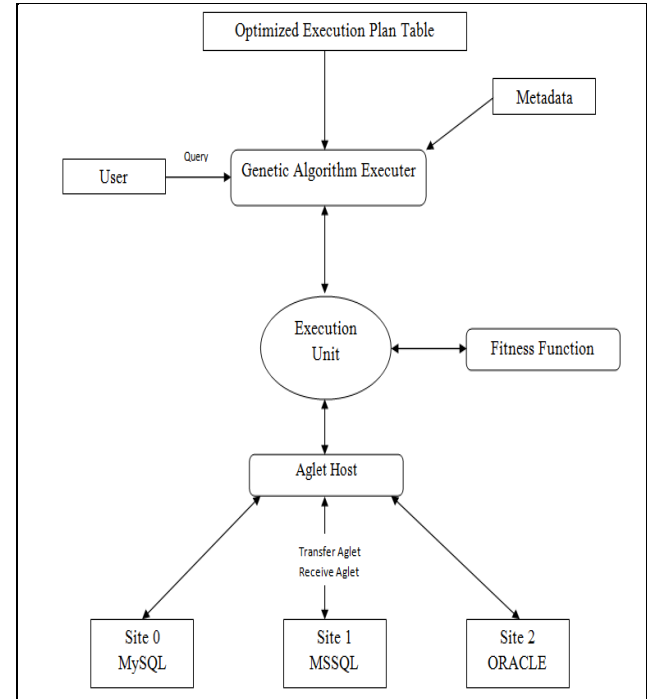 Optimized Execution Plan Table
Metadata
Query
User
Genetic Algorithm Executer
Execution
Unit
Fitness Function
Aglet Host
Transfer Aglet
Receive Aglet
Site 0
MySQL
Site 1
MSSQL
Site 2
ORACLE